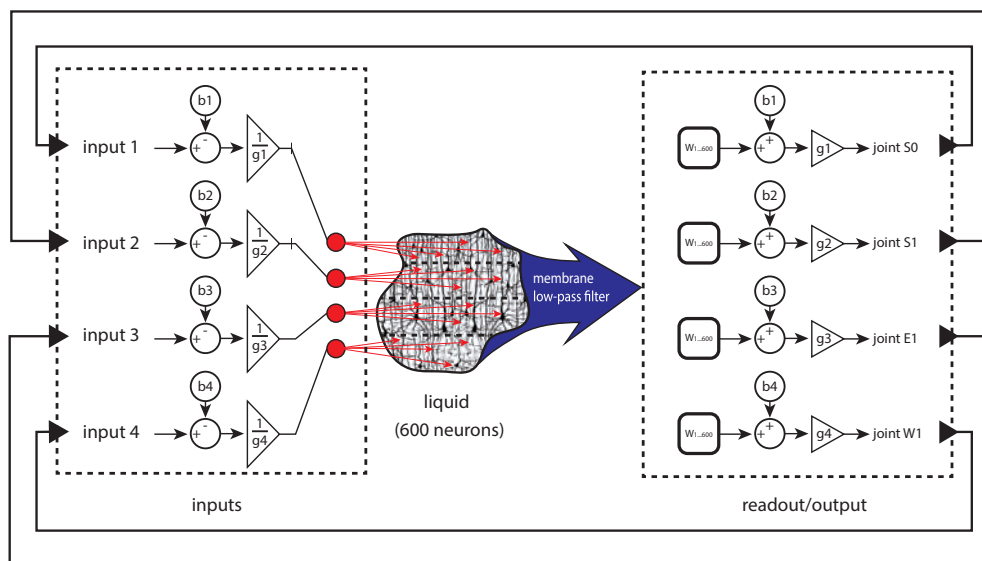 b1
input 1
+
-
1
g1
b2
input 2
+
-
1
g2
b3
input 3
+
-
1
g3
b4
input 4
+
-
1
g4
inputs
liquid
(600 neurons)
membrane
low-pass filter
b1
W1...600
+
+
g1
joint S0
b2
W1...600
+
+
g2
joint S1
b3
W1...600
+
+
g3
joint E1
b4
W1...600
+
+
g4
joint W1
readout/output